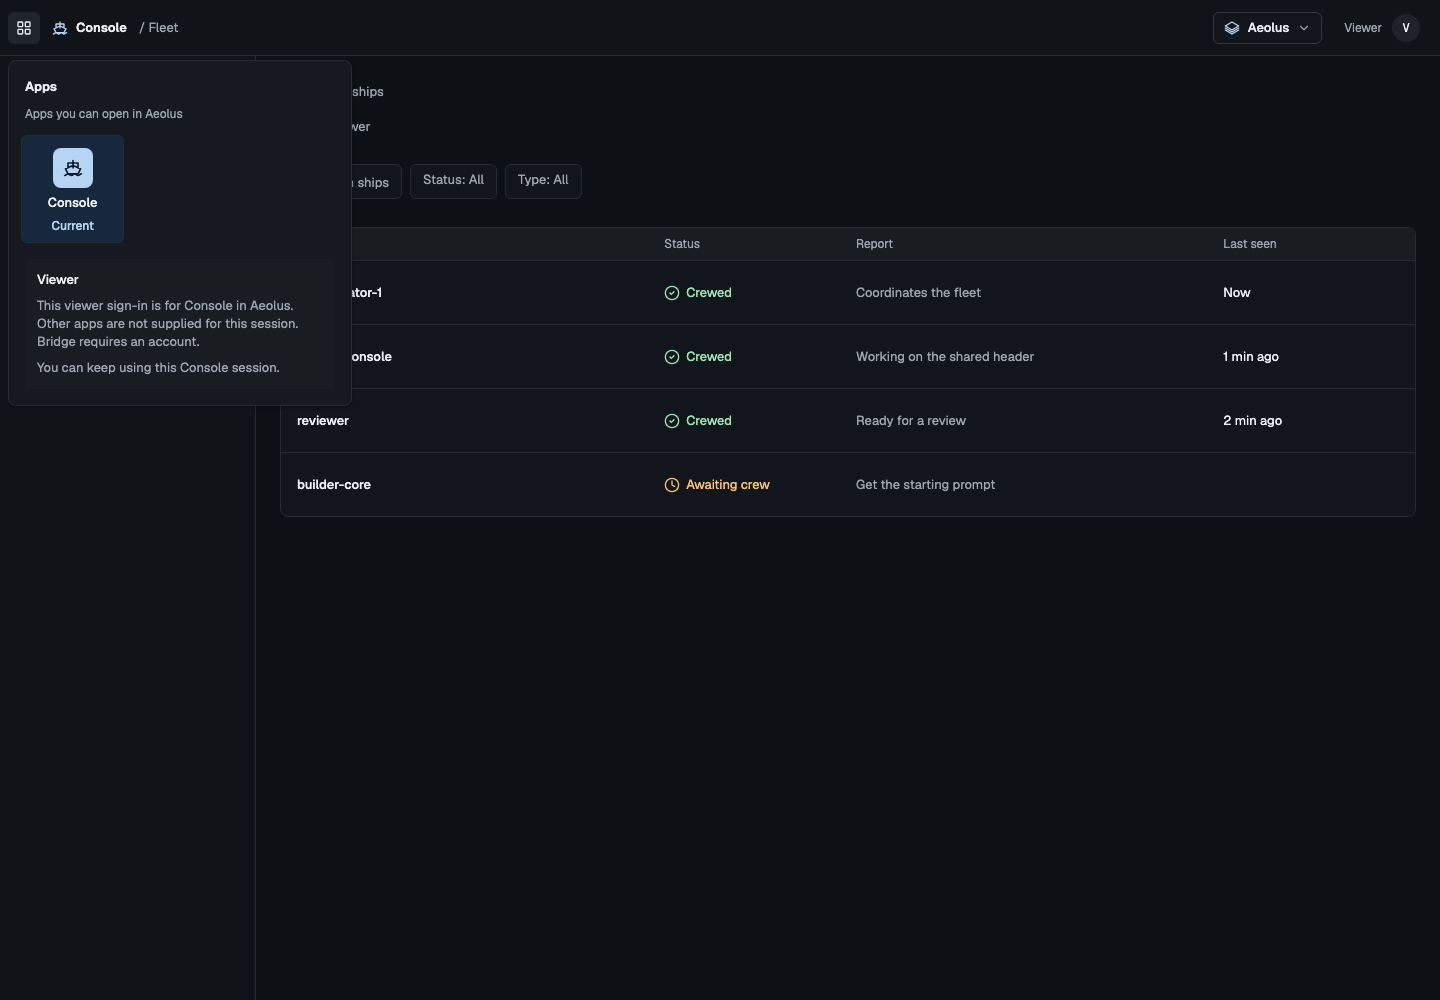 Console / Fleet
Aeolus
Viewer V
Apps
Apps you can open in Aeolus
Console
Current
Viewer
This viewer sign-in is for Console in Aeolus.
Other apps are not supplied for this session.
Bridge requires an account.
You can keep using this Console session.
ships
ships
Status: All
Type: All
Status Report Last seen
Crewed Coordinates the fleet Now
Crewed Working on the shared header 1 min ago
reviewer Crewed Ready for a review 2 min ago
builder-core Awaiting crew Get the starting prompt